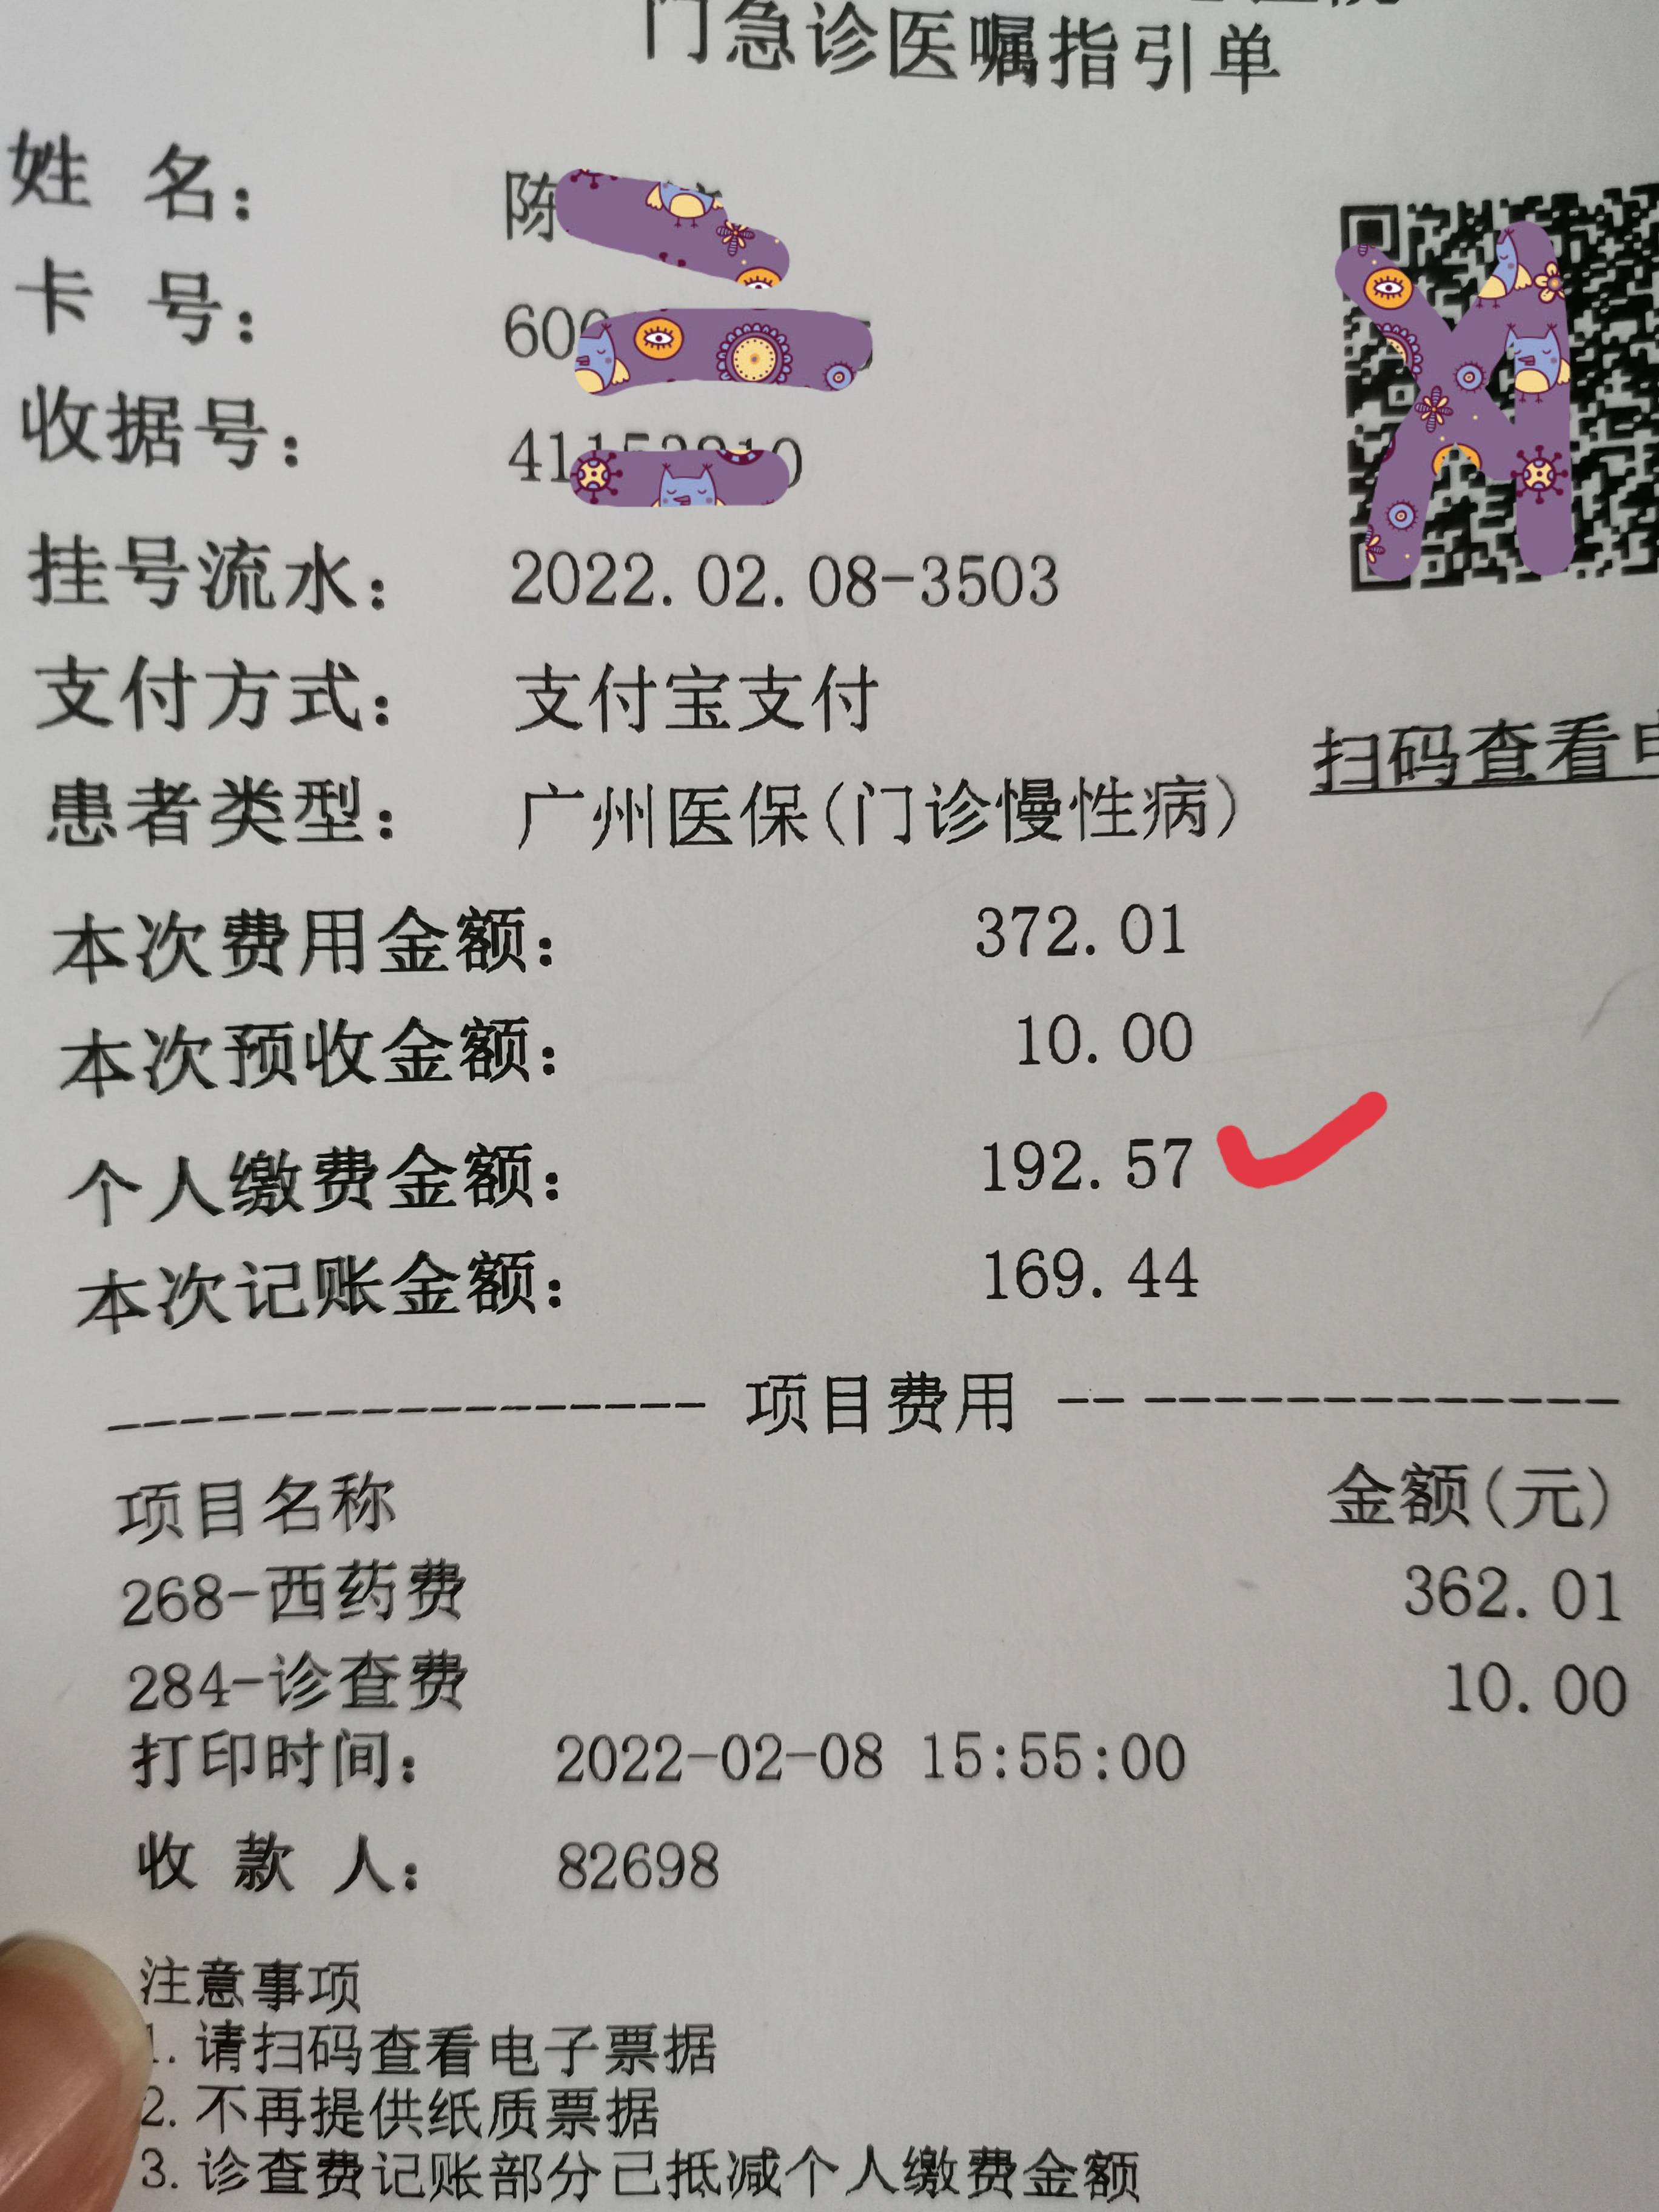 门急诊医嘱指引单
姓 名: 陈
卡 号: 600
收据号: 41 0
挂号流水: 2022.02.08-3503
支付方式: 支付宝支付
扫码查看
患者类型: 广州医保(门诊慢性病)
本次费用金额: 372.01
本次预收金额: 10.00
个人缴费金额: 192.57
本次记账金额: 169.44
项目费用
项目名称 金额(元)
268-西药费 362.01
284-诊查费 10.00
打印时间: 2022-02-08 15:55:00
收 款 人: 82698
注意事项
1.请扫码查看电子票据
2.不再提供纸质票据
3.诊查费记账部分已抵减个人缴费金额